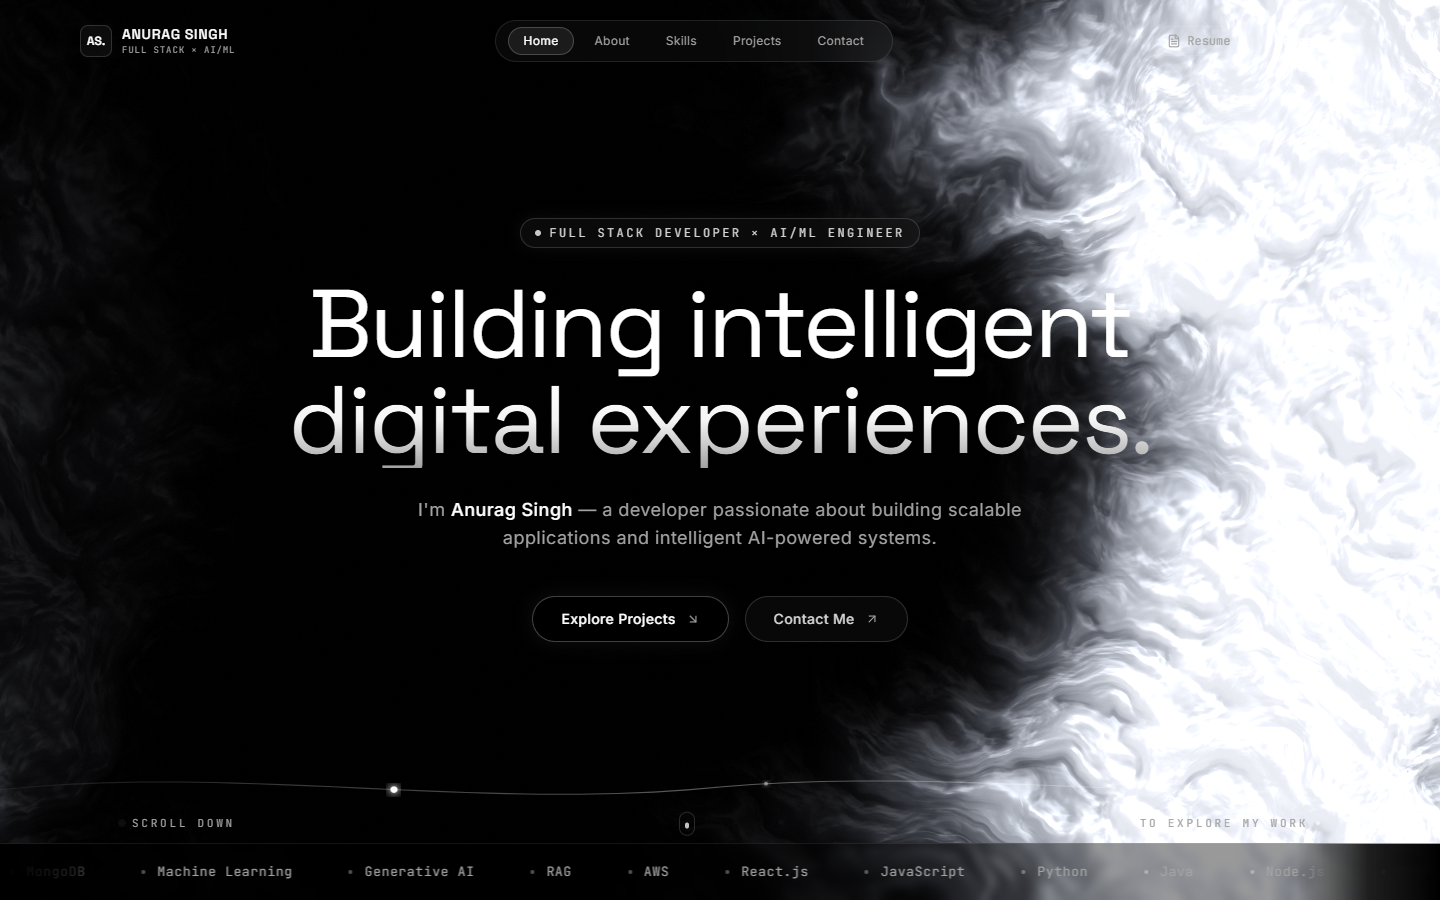 AS.
ANURAG SINGH
FULL STACK × AI/ML
Home
About
Skills
Projects
Contact
Resume
FULL STACK DEVELOPER × AI/ML ENGINEER
Building intelligent
digital experiences.
I'm Anurag Singh — a developer passionate about building scalable
applications and intelligent AI-powered systems.
Explore Projects
Contact Me
SCROLL DOWN
TO EXPLORE MY WORK
MongoDB • Machine Learning • Generative AI • RAG • AWS • React.js • JavaScript • Python • Java • Node.js